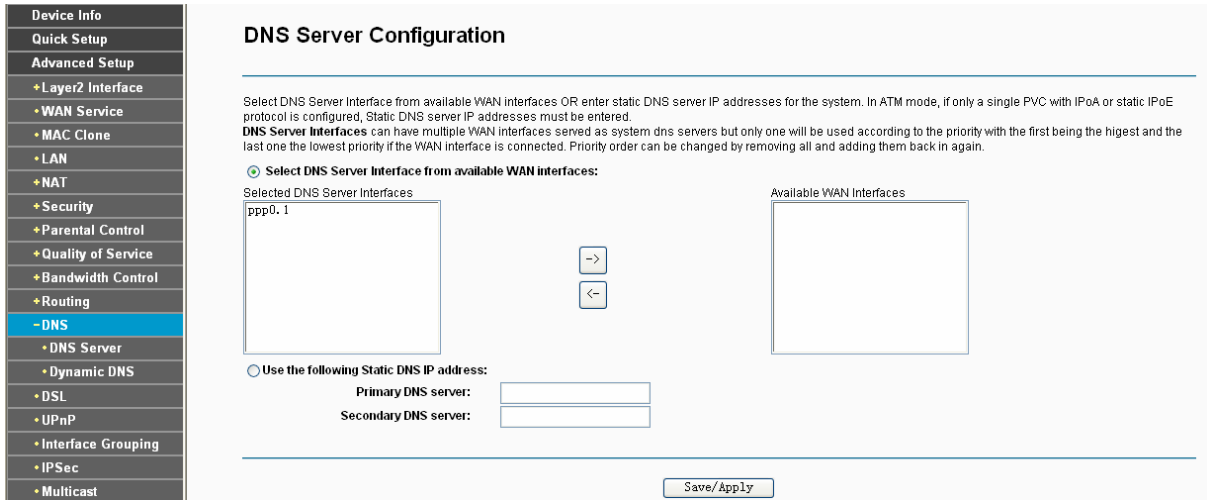 Device Info
Quick Setup
Advanced Setup
+Layer2 Interface
•WAN Service
•MAC Clone
•LAN
+NAT
+Security
+Parental Control
+Quality of Service
+Bandwidth Control
+Routing
-DNS
•DNS Server
•Dynamic DNS
•DSL
•UPnP
•Interface Grouping
•IPSec
•Multicast
DNS Server Configuration
Select DNS Server Interface from available WAN interfaces OR enter static DNS server IP addresses for the system. In ATM mode, if only a single PVC with IPoA or static IPoE
protocol is configured, Static DNS server IP addresses must be entered.
DNS Server Interfaces can have multiple WAN interfaces served as system dns servers but only one will be used according to the priority with the first being the higest and the
last one the lowest priority if the WAN interface is connected. Priority order can be changed by removing all and adding them back in again.
Select DNS Server Interface from available WAN interfaces:
Selected DNS Server Interfaces
ppp0.1
->
<-
Available WAN Interfaces
Use the following Static DNS IP address:
Primary DNS server:
Secondary DNS server:
Save/Apply